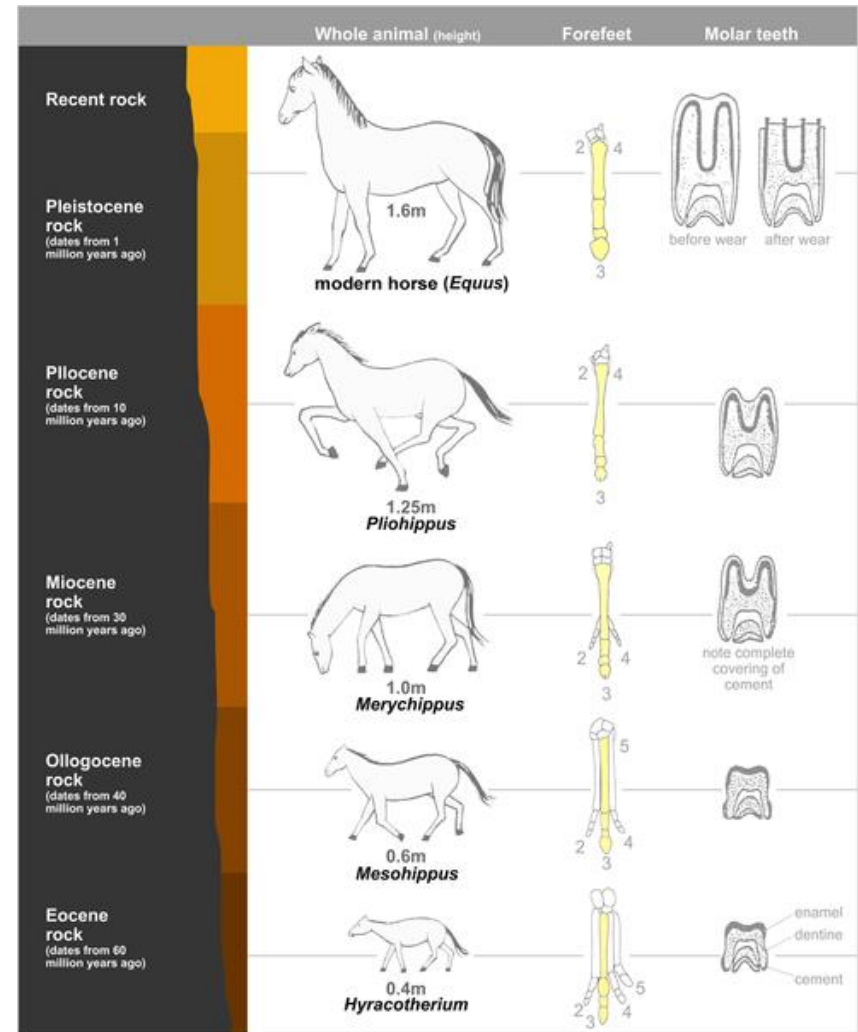 Whole animal (height) Forefeet Molar teeth
Recent rock
2 4
1.6m
before wear after wear
Pleistocene
rock
(dates from 1
million years ago)
3
modern horse (Equus)
2 4
Pllocene
rock
(dates from 10
million years ago)
3
1.25m
Pliohippus
Miocene
rock
(dates from 30
million years ago)
2 4
3
note complete
covering of
cement
1.0m
Merychippus
5
Ollogocene
rock
(dates from 40
million years ago)
2 4
3
0.6m
Mesohippus
Eocene
rock
(dates from 60
million years ago)
enamel
dentine
cement
5
2 4
3
0.4m
Hyracotherium